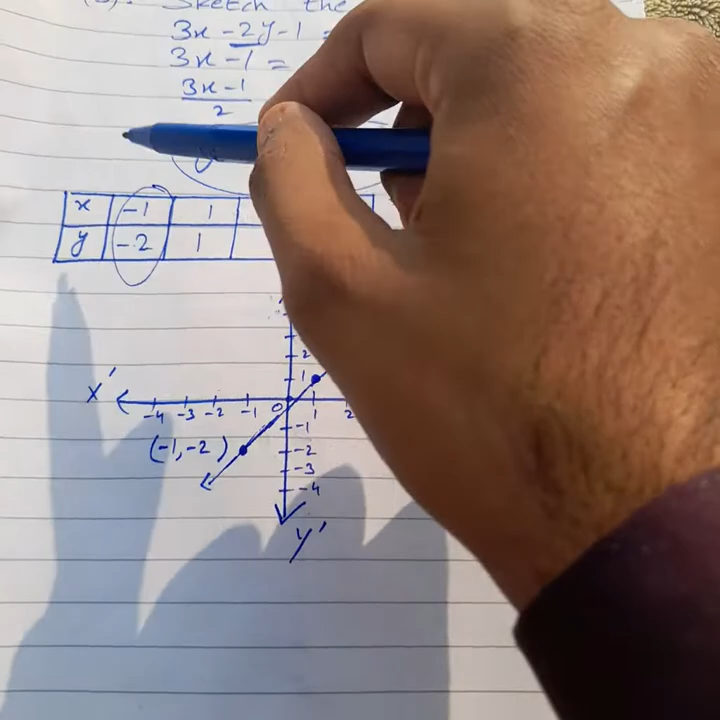 (3). Sketch the
3x - 2y - 1 =
3x - 1 =
3x - 1
2
x -1 1
y -2 1
2
1
X' -4 -3 -2 -1 0 1 2
-1
(-1, -2) -2
-3
-4
y'